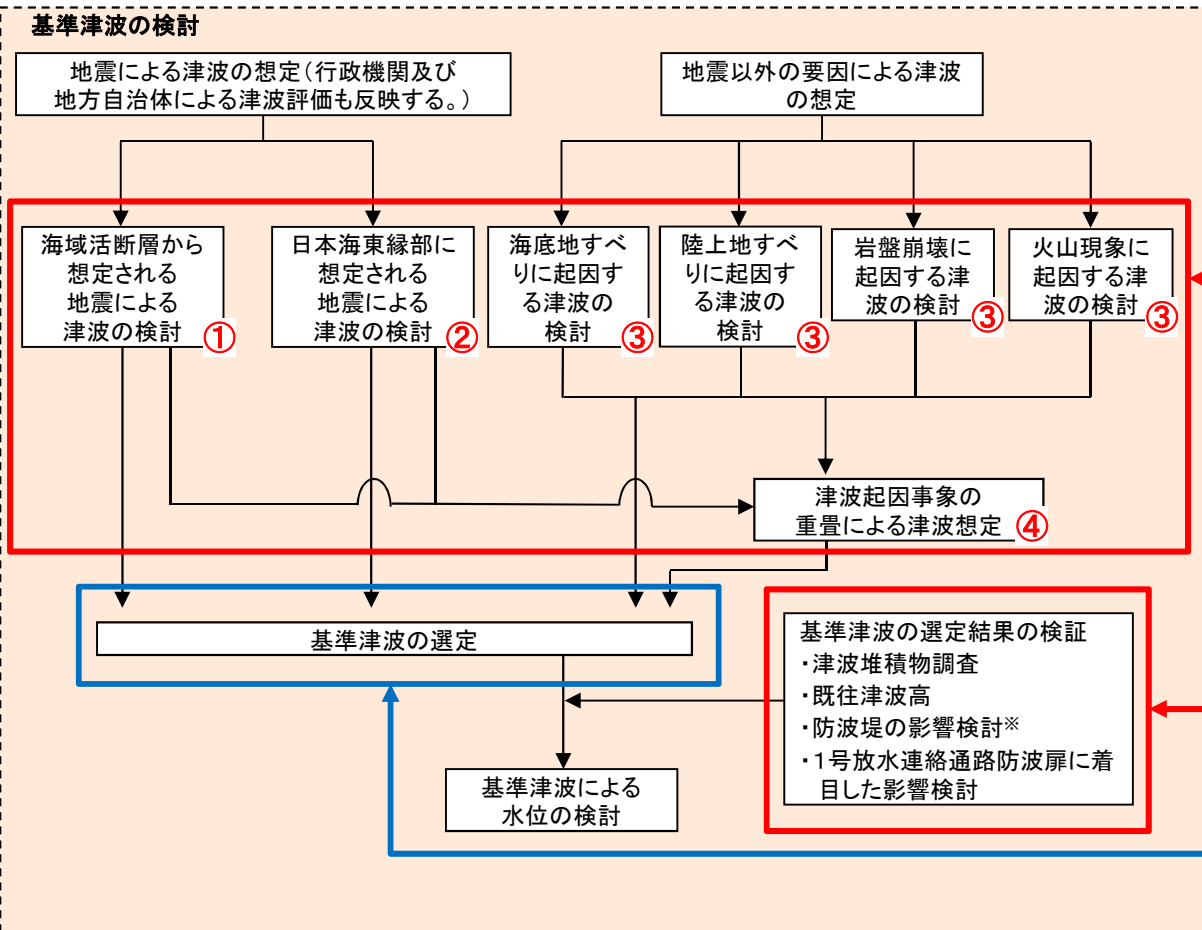 基準津波の検討
地震による津波の想定(行政機関及び
地方自治体による津波評価も反映する。)
地震以外の要因による津波
の想定
海域活断層から
想定される
地震による
津波の検討
①
日本海東縁部に
想定される
地震による
津波の検討
②
海底地すべ
りに起因す
る津波の
検討
③
陸上地すべ
りに起因す
る津波の
検討
③
岩盤崩壊に
起因する津
波の検討
③
火山現象に
起因する津
波の検討
③
津波起因事象の
重畳による津波想定
④
基準津波の選定
基準津波の選定結果の検証
・津波堆積物調査
・既往津波高
・防波堤の影響検討※
・1号放水連絡通路防波扉に着
目した影響検討
基準津波による
水位の検討